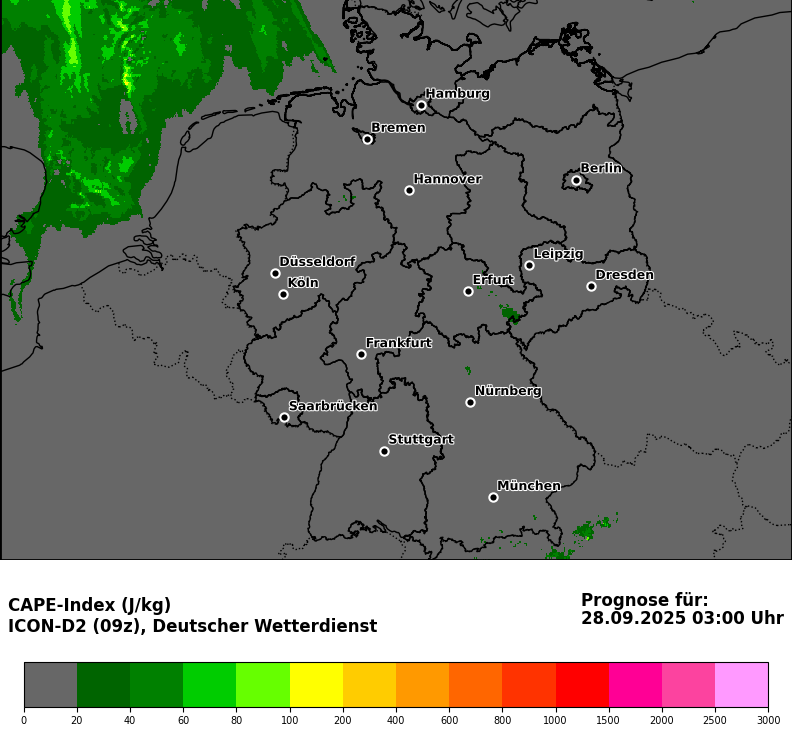 Hamburg
Bremen
Hannover
Berlin
Düsseldorf
Leipzig
Köln
Erfurt
Dresden
Frankfurt
Nürnberg
Saarbrücken
Stuttgart
München
CAPE-Index (J/kg)
ICON-D2 (09z), Deutscher Wetterdienst
Prognose für:
28.09.2025 03:00 Uhr
0 20 40 60 80 100 200 400 600 800 1000 1500 2000 2500 3000